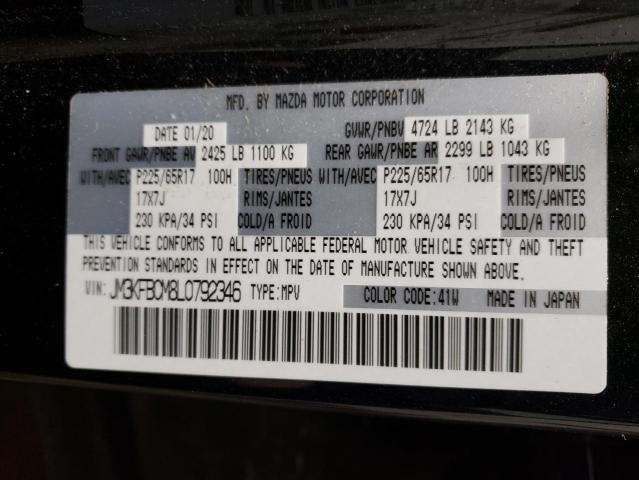 MFD. BY MAZDA MOTOR CORPORATION
DATE 01/20 GVWR/PNBV 4724 LB 2143 KG
FRONT GAWR/PNBE AV 2425 LB 1100 KG REAR GAWR/PNBE AR 2299 LB 1043 KG
WITH/AVEC P225/65R17 100H TIRES/PNEUS WITH/AVEC P225/65R17 100H TIRES/PNEUS
17X7J RIMS/JANTES 17X7J RIMS/JANTES
230 KPA/34 PSI COLD/A FROID 230 KPA/34 PSI COLD/A FROID
THIS VEHICLE CONFORMS TO ALL APPLICABLE FEDERAL MOTOR VEHICLE SAFETY AND THEFT
PREVENTION STANDARDS IN EFFECT ON THE DATE OF MANUFACTURE SHOWN ABOVE.
VIN: JM3KFBCM8L0792346 TYPE:MPV COLOR CODE:41W MADE IN JAPAN